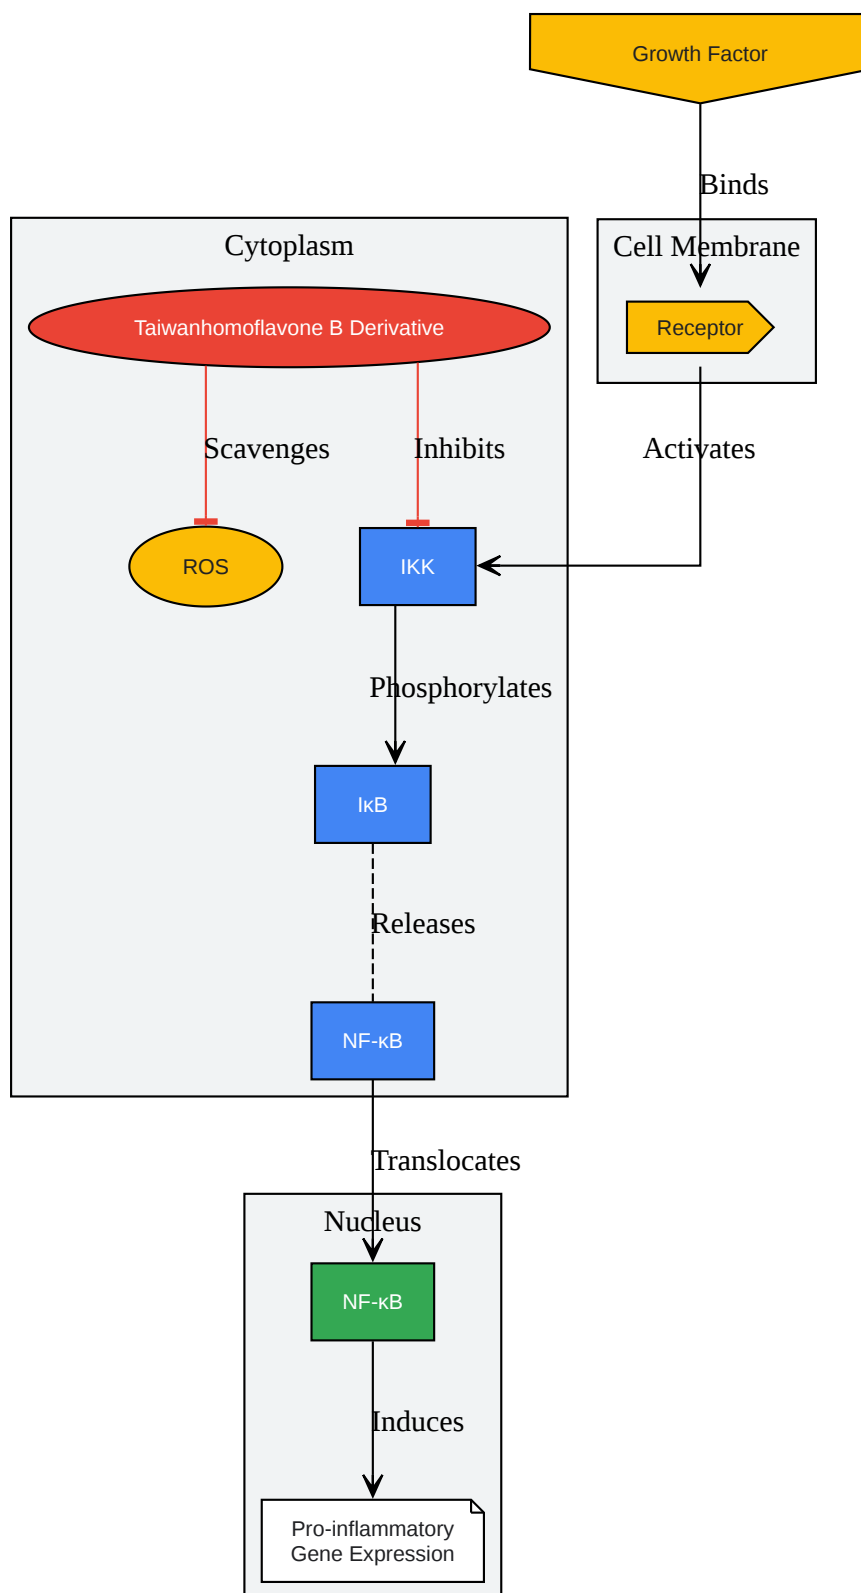 Growth Factor
Binds
Cytoplasm
Cell Membrane
Taiwanhomoflavone B Derivative
Receptor
Scavenges
Inhibits
Activates
ROS
IKK
Phosphorylates
IκB
Releases
NF-κB
Translocates
Nucleus
NF-κB
Induces
Pro-inflammatory
Gene Expression